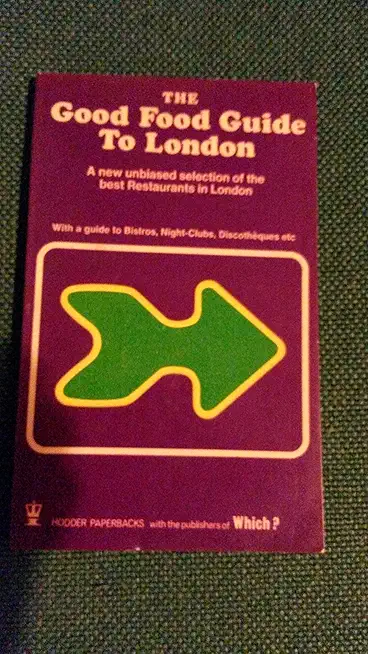 THE
Good Food Guide
To London
A new unbiased selection of the
best Restaurants in London
With a guide to Bistros, Night-Clubs, Discothèques etc
HODDER PAPERBACKS with the publishers of Which?